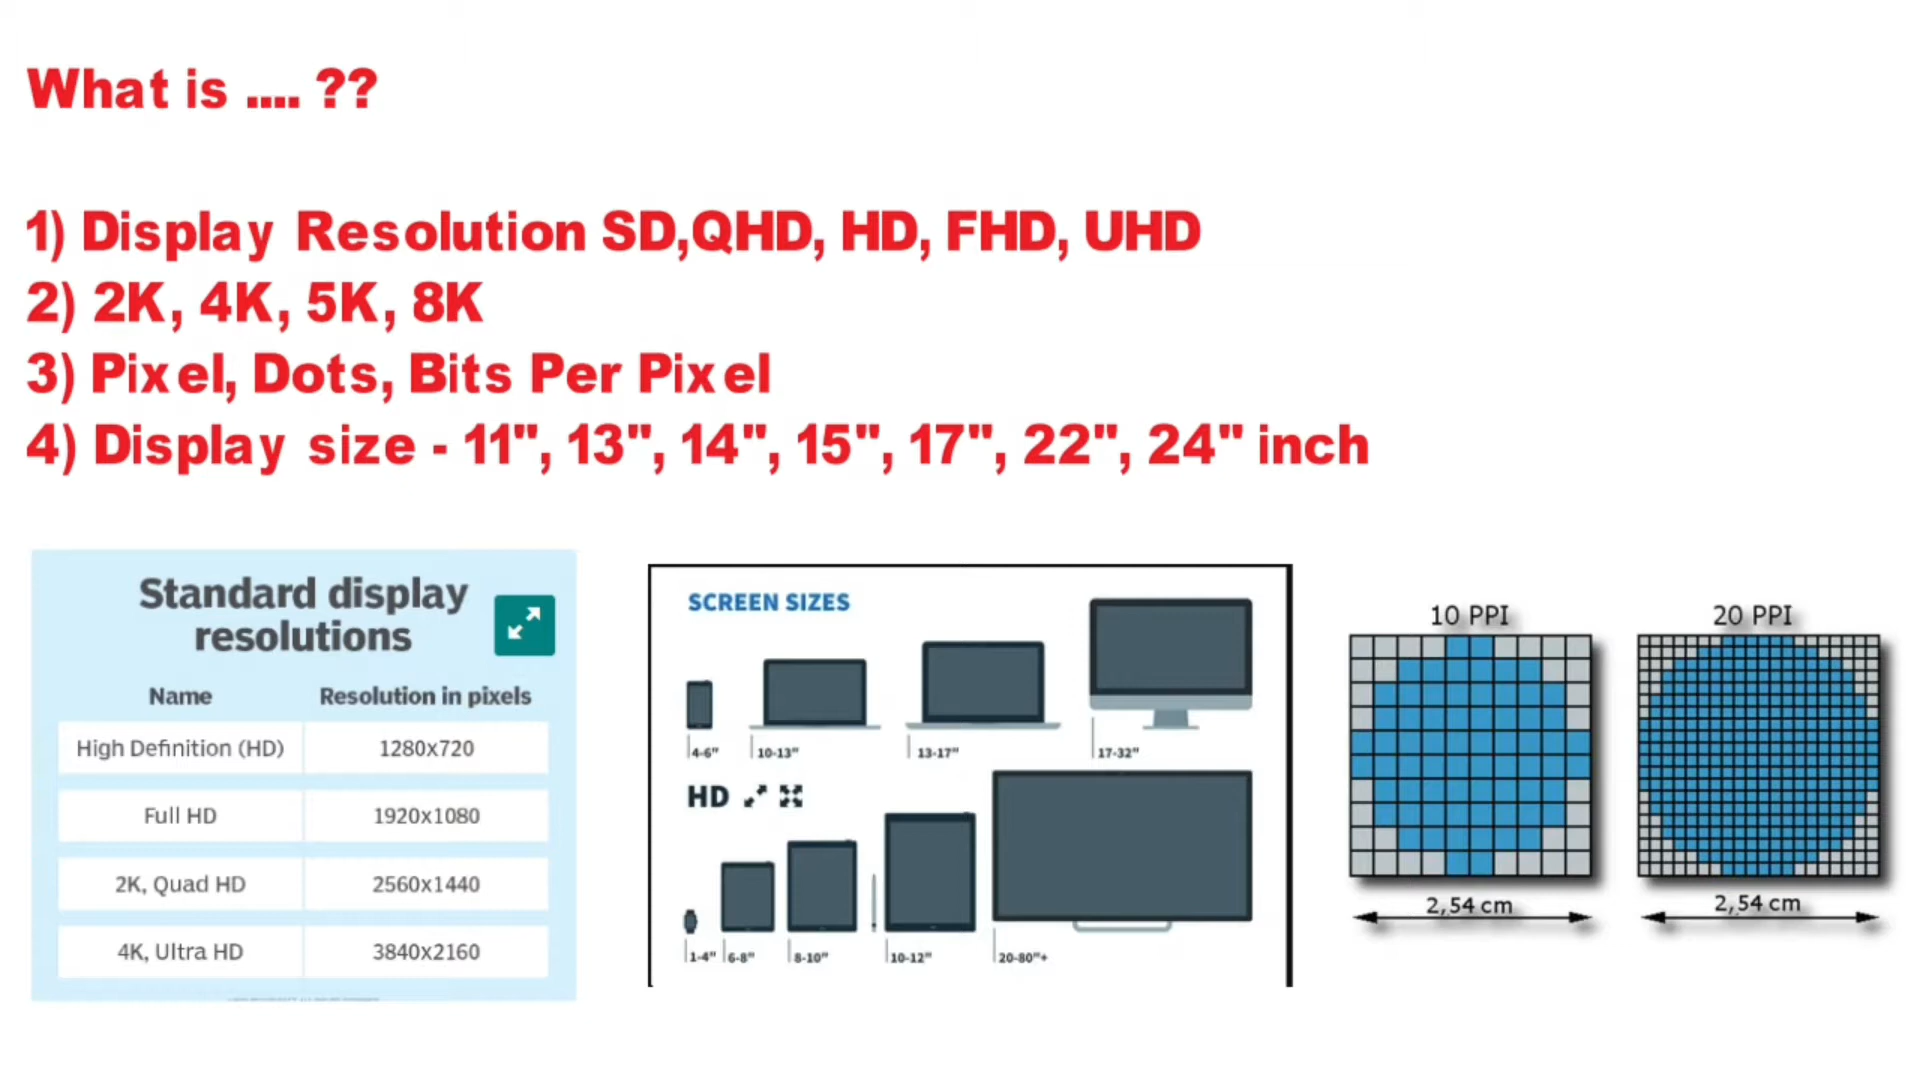 What is .... ??
1) Display Resolution SD,QHD, HD, FHD, UHD
2) 2K, 4K, 5K, 8K
3) Pixel, Dots, Bits Per Pixel
4) Display size - 11", 13", 14", 15", 17", 22", 24" inch
Standard display
resolutions
Name Resolution in pixels
High Definition (HD) 1280x720
Full HD 1920x1080
2K, Quad HD 2560x1440
4K, Ultra HD 3840x2160
SCREEN SIZES
4-6" 10-13" 13-17" 17-32"
HD
1-4" 6-8" 8-10" 10-12" 20-80"+
10 PPI 20 PPI
2,54 cm 2,54 cm